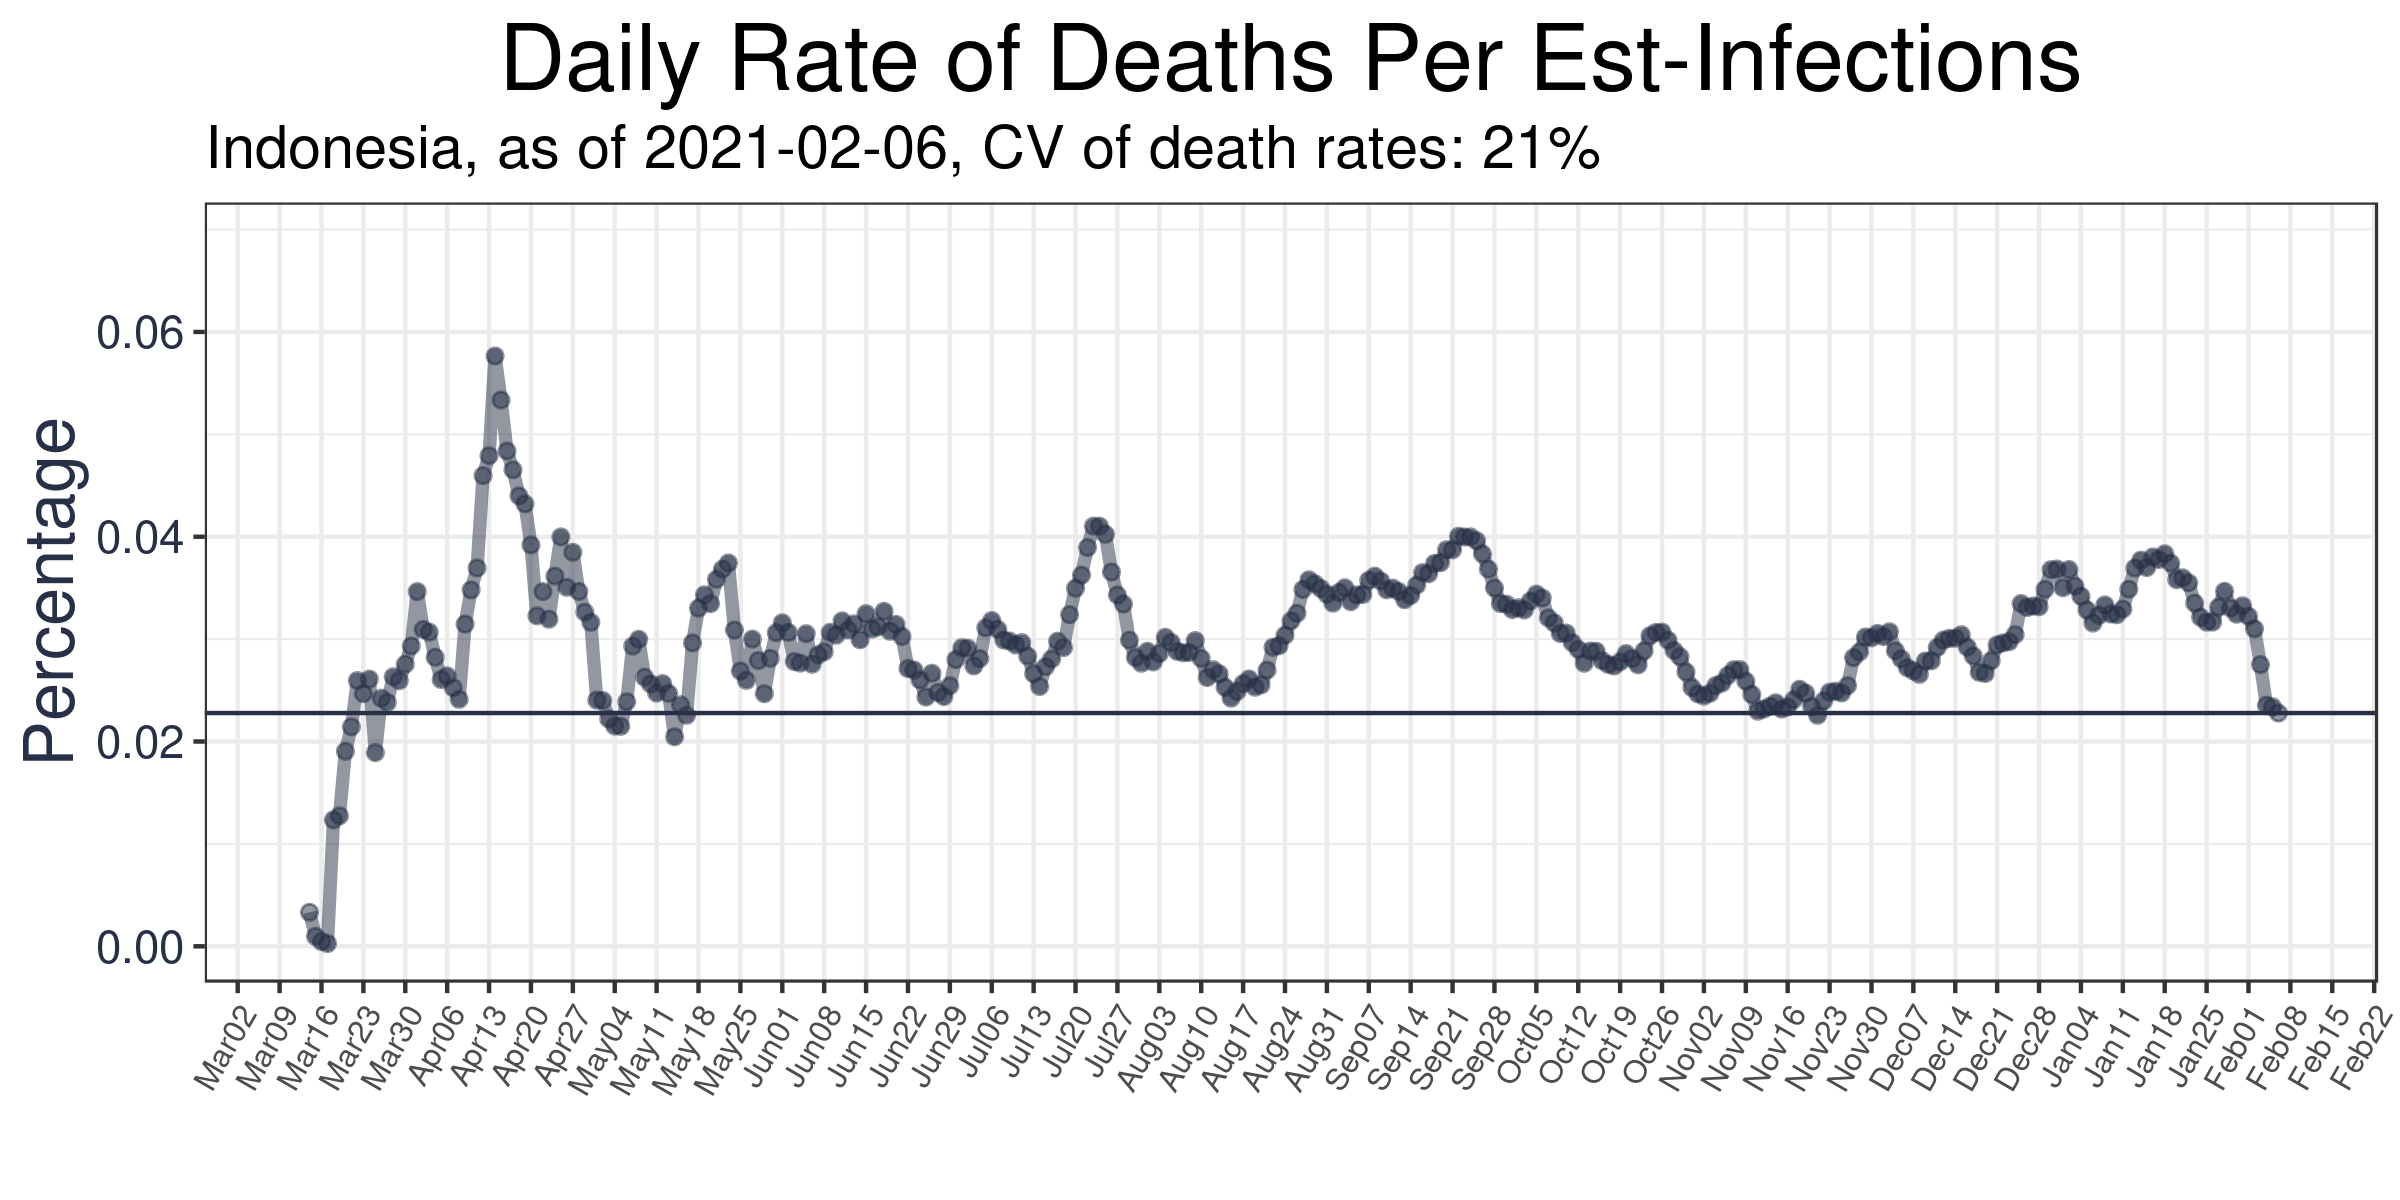 Daily Rate of Deaths Per Est-Infections
Indonesia, as of 2021-02-06, CV of death rates: 21%
Percentage
0.06
0.04
0.02
0.00
Mar02
Mar09
Mar16
Mar23
Mar30
Apr06
Apr13
Apr20
Apr27
May04
May11
May18
May25
Jun01
Jun08
Jun15
Jun22
Jun29
Jul06
Jul13
Jul20
Jul27
Aug03
Aug10
Aug17
Aug24
Aug31
Sep07
Sep14
Sep21
Sep28
Oct05
Oct12
Oct19
Oct26
Nov02
Nov09
Nov16
Nov23
Nov30
Dec07
Dec14
Dec21
Dec28
Jan04
Jan11
Jan18
Jan25
Feb01
Feb08
Feb15
Feb22